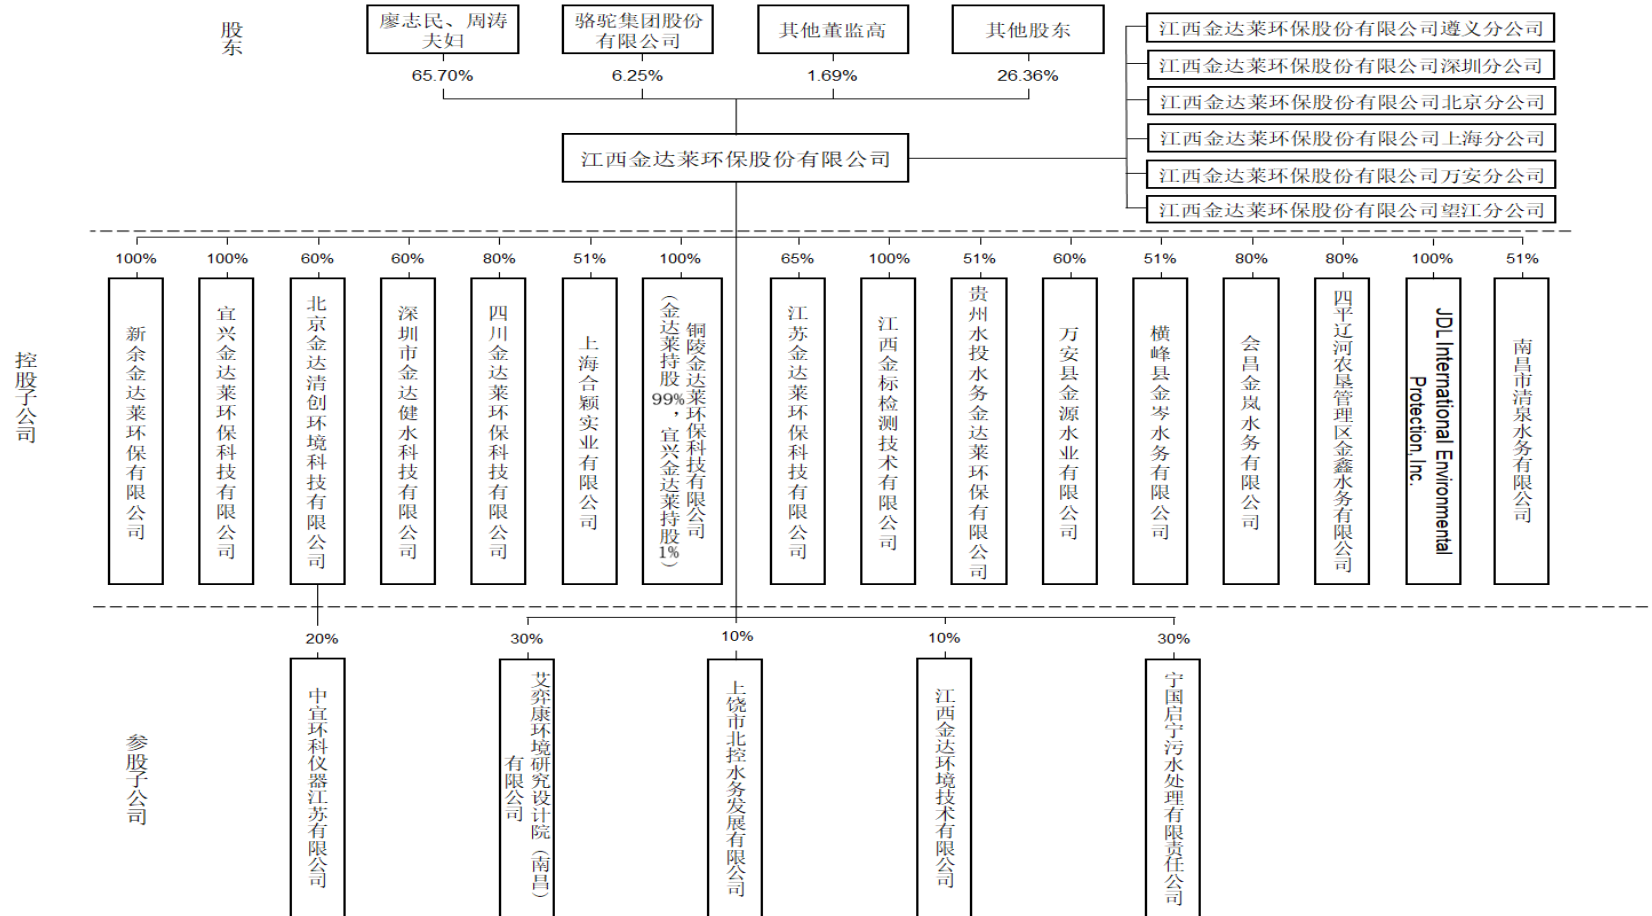 股东
廖志民、周涛
夫妇
骆驼集团股份
有限公司
其他董监高
其他股东
65.70%
6.25%
1.69%
26.36%
江西金达莱环保股份有限公司
江西金达莱环保股份有限公司遵义分公司
江西金达莱环保股份有限公司深圳分公司
江西金达莱环保股份有限公司北京分公司
江西金达莱环保股份有限公司上海分公司
江西金达莱环保股份有限公司万安分公司
江西金达莱环保股份有限公司望江分公司
控股子公司
100%
100%
60%
60%
80%
51%
100%
65%
100%
51%
60%
51%
80%
80%
100%
51%
新余金达莱环保有限公司
宜兴金达莱环保科技有限公司
北京金达清创环境科技有限公司
深圳市金达健水科技有限公司
四川金达莱环保科技有限公司
上海合颖实业有限公司
铜陵金达莱环保科技有限公司
(金达莱持股99%，宜兴金达莱持股1%)
江苏金达莱环保科技有限公司
江西金标检测技术有限公司
贵州水投水务金达莱环保有限公司
万安县金源水业有限公司
横峰县金岑水务有限公司
会昌金岚水务有限公司
四平辽河农垦管理区金鑫水务有限公司
JDL International Environmental
Protection,Inc.
南昌市清泉水务有限公司
参股子公司
20%
30%
10%
10%
30%
中宜环科仪器江苏有限公司
艾弈康环境研究设计院（南昌）
有限公司
上饶市北控水务发展有限公司
江西金达环境技术有限公司
宁国启宁污水处理有限责任公司